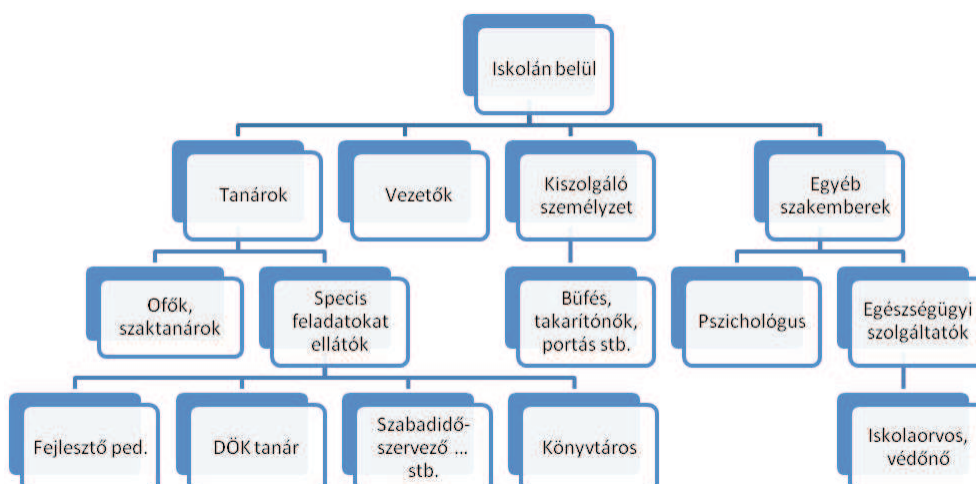 Iskolán belül
Tanárok
Vezetők
Kiszolgáló
személyzet
Egyéb
szakemberek
Ofők,
szaktanárok
Specis
feladatokat
ellátók
Büfés,
takarítónők,
portás stb.
Pszichológus
Egészségügyi
szolgáltatók
Fejlesztő ped.
DÖK tanár
Szabadidő-
szervező ...
stb.
Könyvtáros
Iskolaorvos,
védőnő